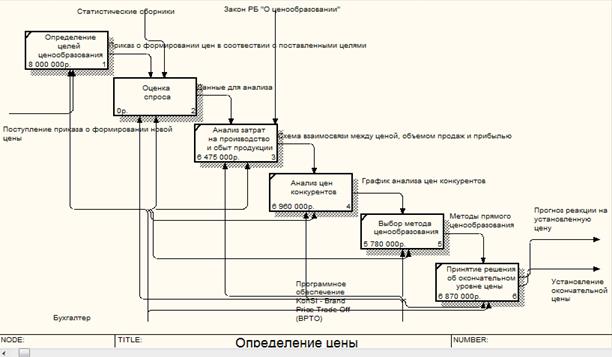 Статистические сборники
Закон РБ "О ценообразовании"
Определение
целей
ценообразования
8 000 000р. 1
Приказ о формировании цен в соотвествии с поставленными целями
Оценка
спроса
0р. 2
Данные для анализа
Поступление приказа о формировании новой
цены
Анализ затрат
на производство
и сбыт продукции
6 475 000р. 3
Схема взаимосвязи между ценой, объемом продаж и прибылью
Анализ цен
конкурентов
6 960 000р. 4
График анализа цен конкурентов
Выбор метода
ценообразования
5 780 000р. 5
Методы прямого
ценообразования
Прогноз реакции на
установленную
цену
Принятие решения
об окончательном
уровне цены
6 870 000р. 6
Установление
окончательной
цены
Программное
обеспечение
KonSi - Brand
Price Trade Off
(BPTO)
Бухгалтер
NODE: TITLE: Определение цены NUMBER: